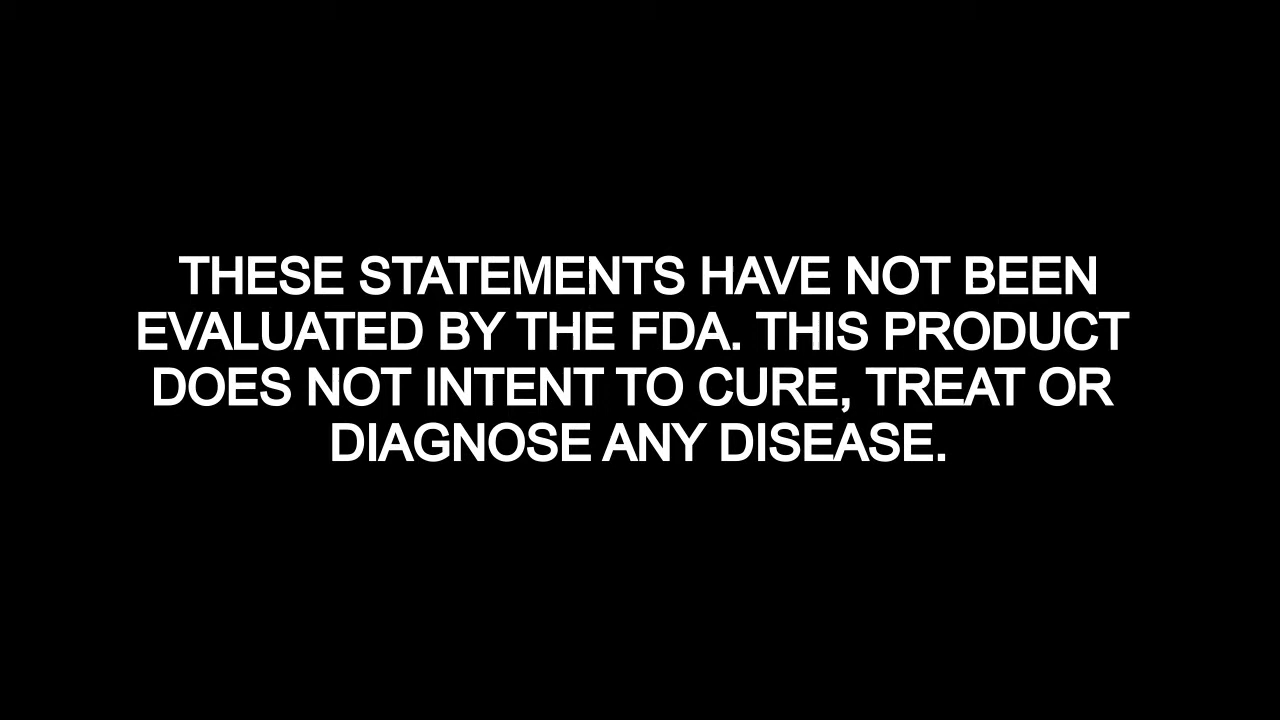 THESE STATEMENTS HAVE NOT BEEN
EVALUATED BY THE FDA. THIS PRODUCT
DOES NOT INTENT TO CURE, TREAT OR
DIAGNOSE ANY DISEASE.